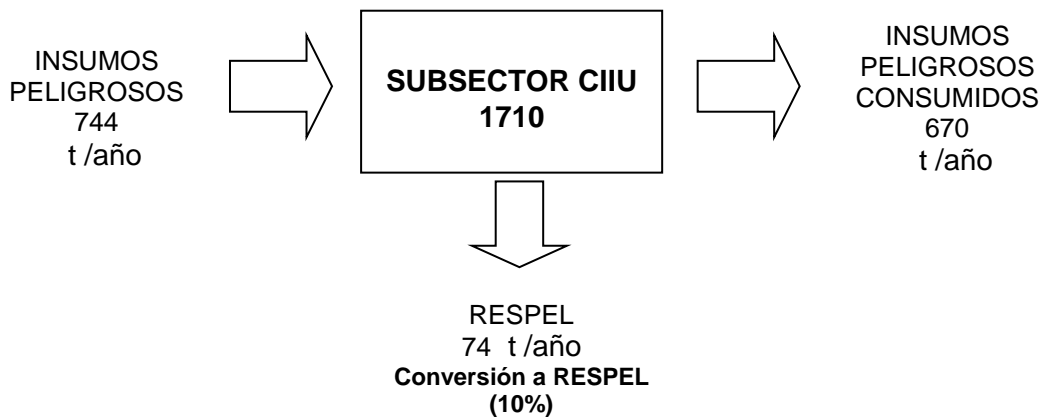 INSUMOS
PELIGROSOS
744
t /año
SUBSECTOR CIIU
1710
INSUMOS
PELIGROSOS
CONSUMIDOS
670
t /año
RESPEL
74 t /año
Conversión a RESPEL
(10%)